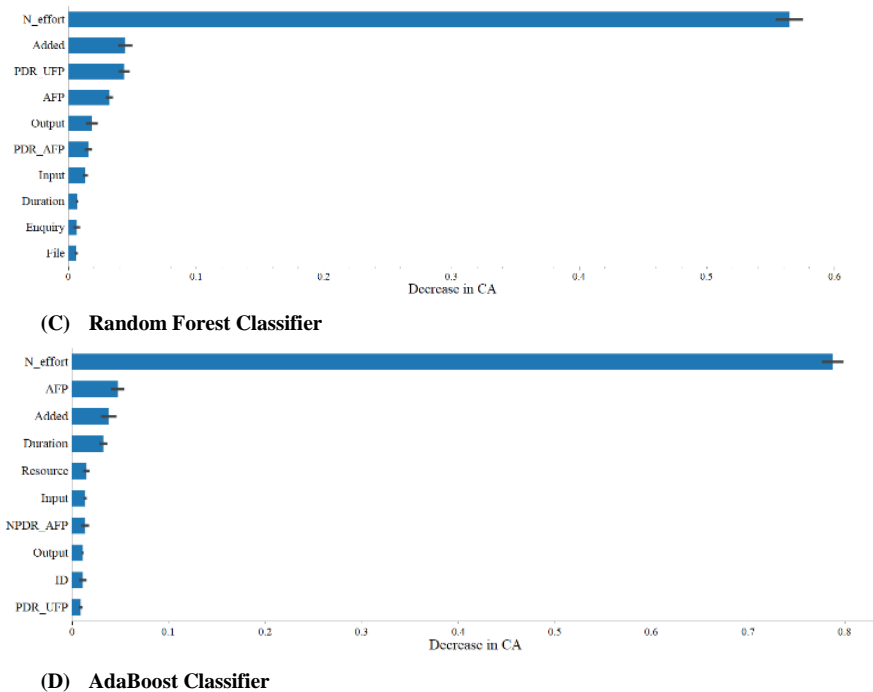 N_effort
Added
PDR_UFP
AFP
Output
PDR_AFP
Input
Duration
Enquiry
File
0 0.1 0.2 0.3 0.4 0.5 0.6
Decrease in CA
(C) Random Forest Classifier
N_effort
AFP
Added
Duration
Resource
Input
NPDR_AFP
Output
ID
PDR_UFP
0 0.1 0.2 0.3 0.4 0.5 0.6 0.7 0.8
Decrease in CA
(D) AdaBoost Classifier